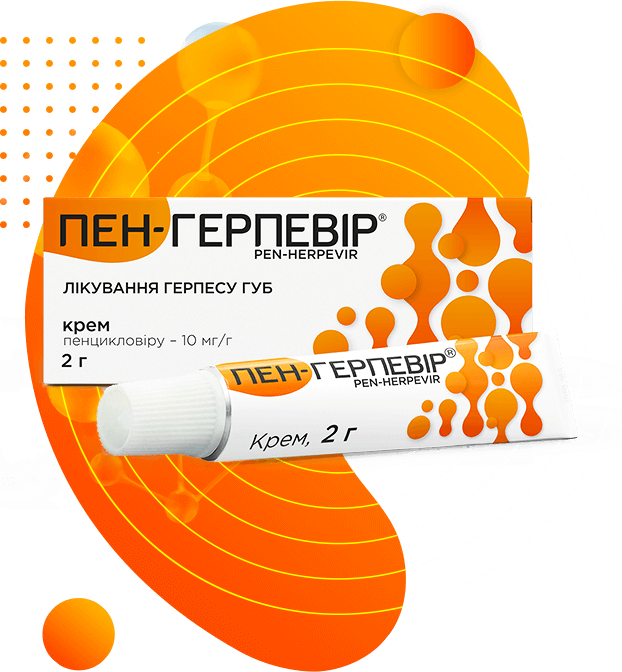 ПЕН-ГЕРПЕВІР®
PEN-HERPEVIR
ЛІКУВАННЯ ГЕРПЕСУ ГУБ
крем
пенцикловіру – 10 мг/г
2 г
ПЕН-ГЕРПЕВІР®
PEN-HERPEVIR
Крем, 2 г